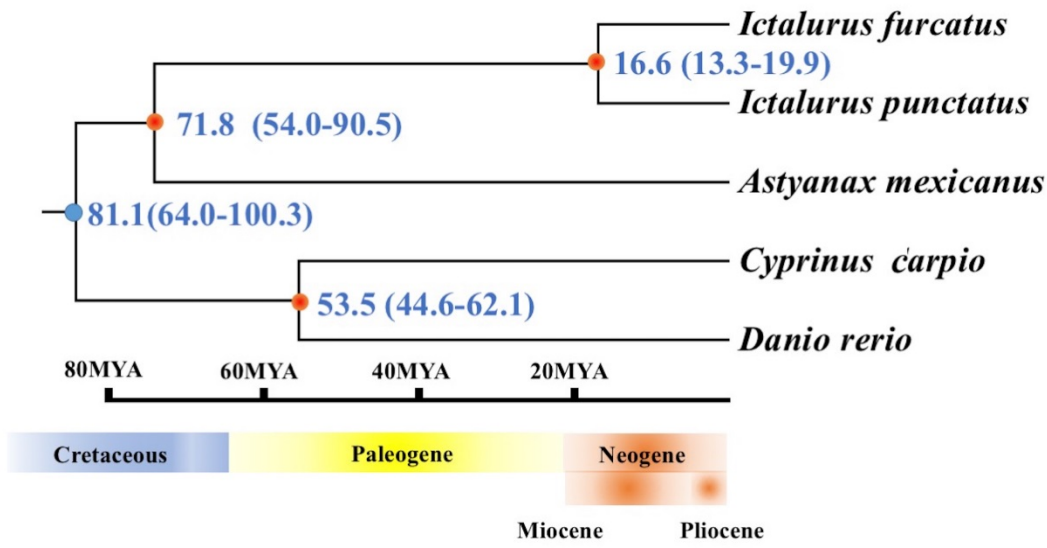 Ictalurus furcatus
16.6 (13.3-19.9)
Ictalurus punctatus
71.8 (54.0-90.5)
Astyanax mexicanus
81.1(64.0-100.3)
Cyprinus carpio
53.5 (44.6-62.1)
Danio rerio
80MYA 60MYA 40MYA 20MYA
Cretaceous Paleogene Neogene
Miocene Pliocene